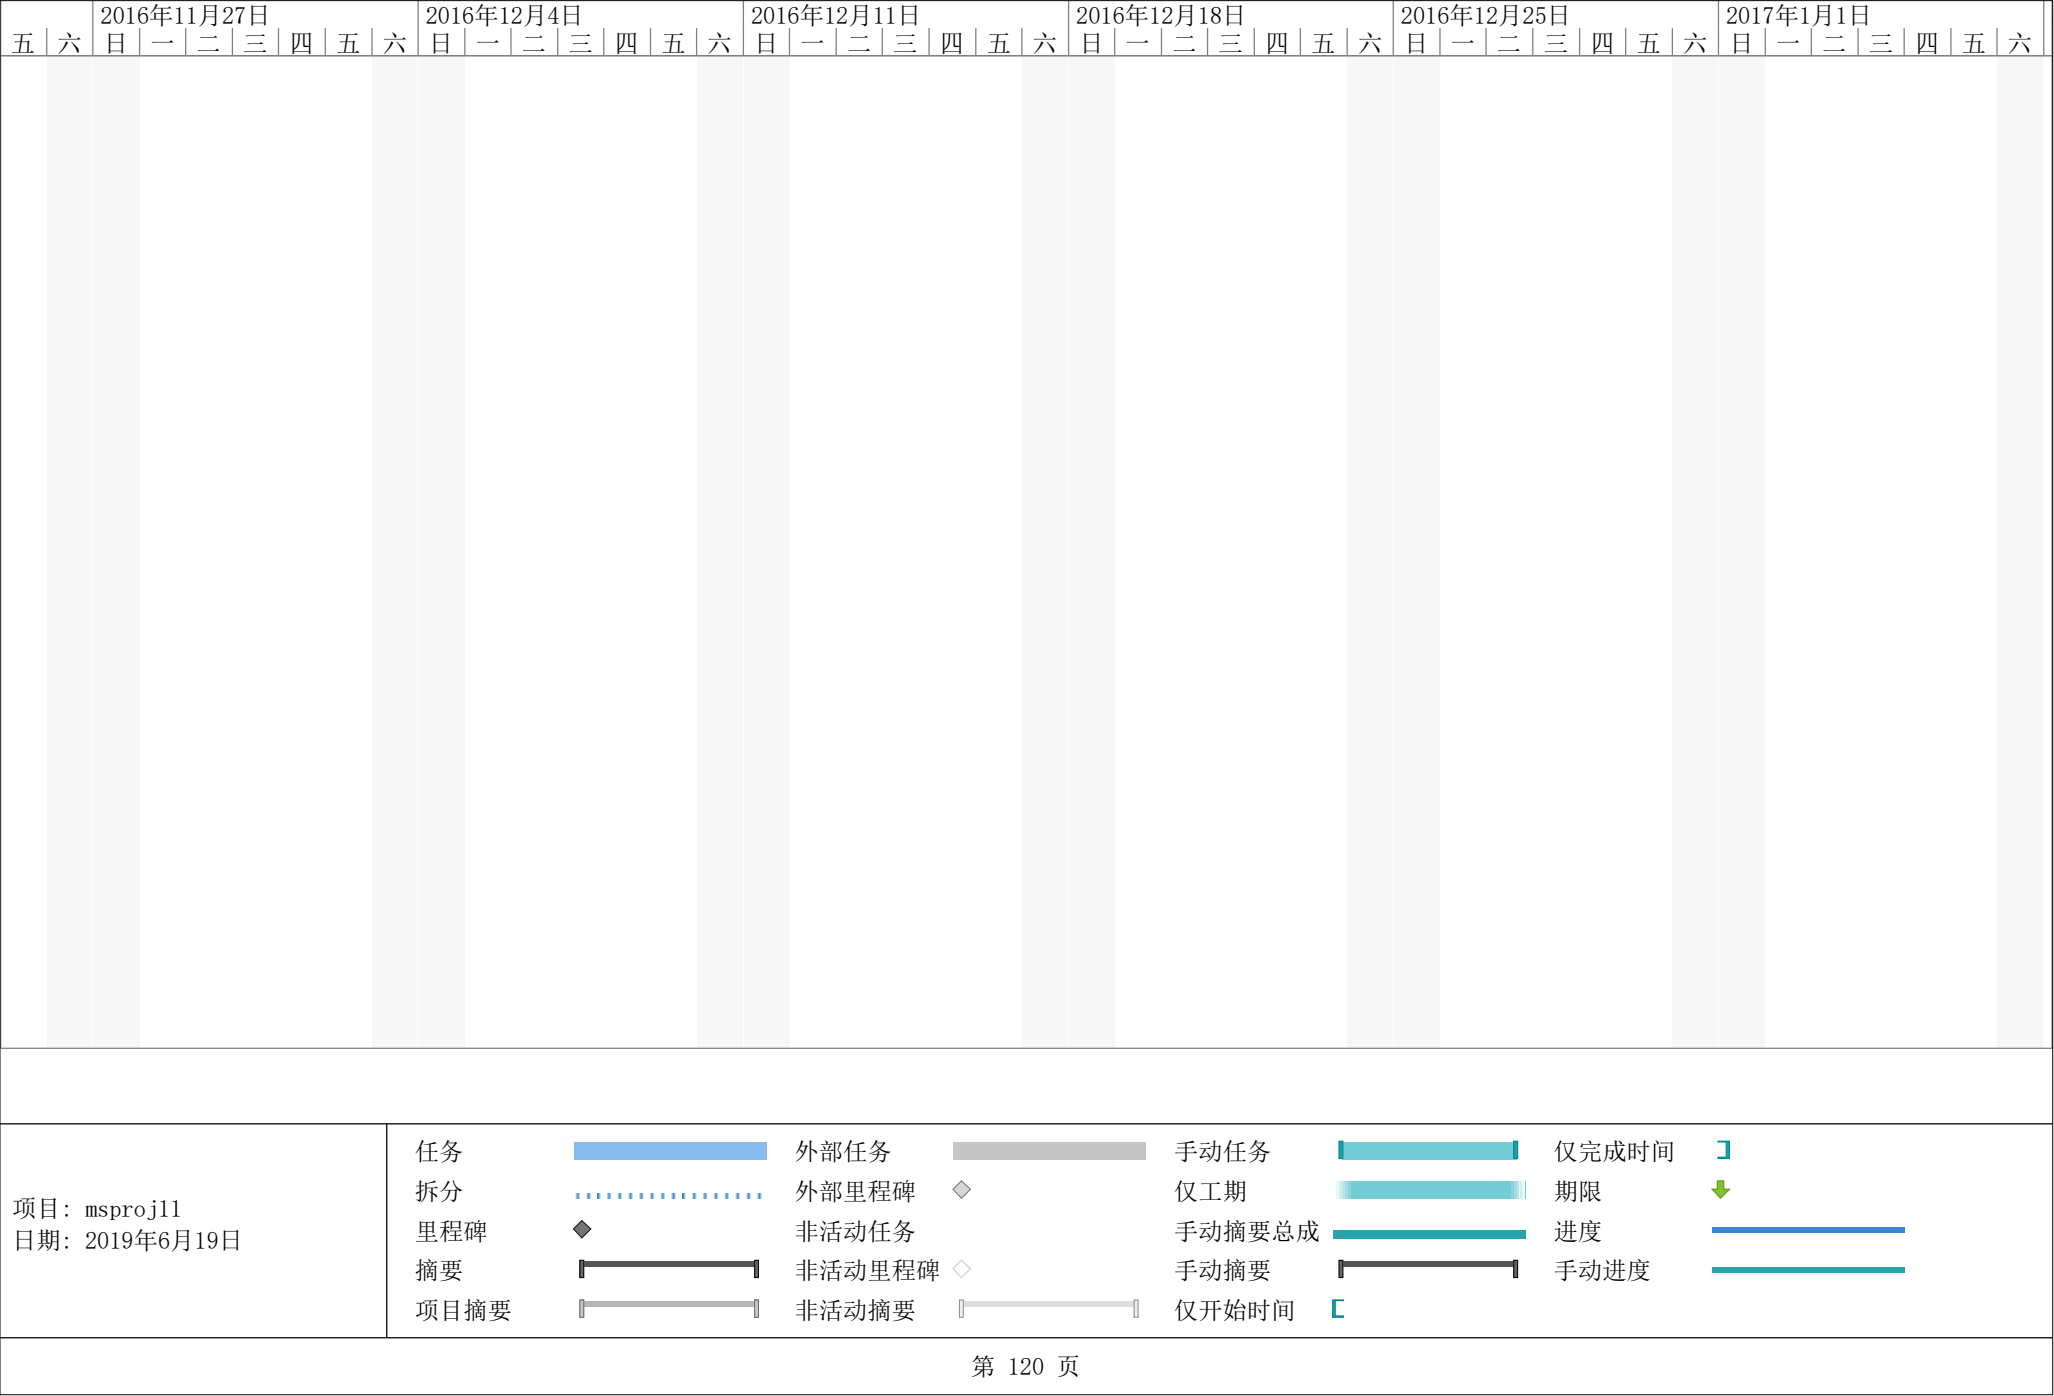 2016年11月27日 2016年12月4日 2016年12月11日 2016年12月18日 2016年12月25日 2017年1月1日
五 六 日 一 二 三 四 五 六 日 一 二 三 四 五 六 日 一 二 三 四 五 六 日 一 二 三 四 五 六 日 一 二 三 四 五 六 日 一 二 三 四 五 六
任务 外部任务 手动任务 仅完成时间
拆分 外部里程碑 仅工期 期限
项目: msproj11
里程碑 非活动任务 手动摘要总成 进度
日期: 2019年6月19日
摘要 非活动里程碑 手动摘要 手动进度
项目摘要 非活动摘要 仅开始时间
第 120 页